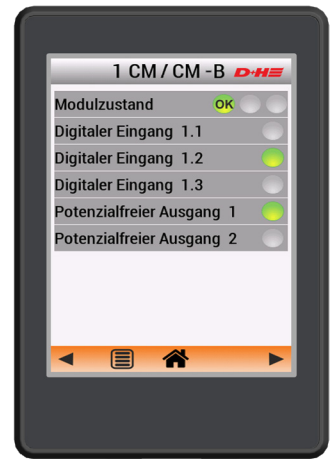 1 CM / CM -B D+H
Modulzustand OK
Digitaler Eingang 1.1
Digitaler Eingang 1.2
Digitaler Eingang 1.3
Potenzialfreier Ausgang 1
Potenzialfreier Ausgang 2